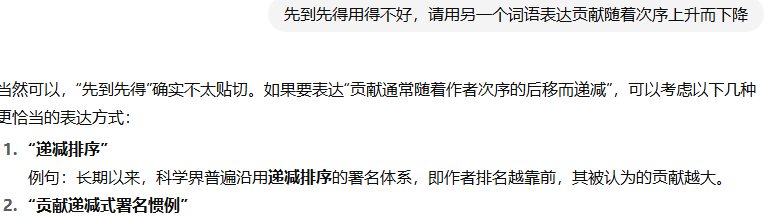 先到先得用得不好，请用另一个词语表达贡献随着次序上升而下降
当然可以，“先到先得”确实不太贴切。如果要表达“贡献通常随着作者次序的后移而递减”，可以考虑以下几种
更恰当的表达方式：
1. “递减排序”
例句：长期以来，科学界普遍沿用递减排序的署名体系，即作者排名越靠前，其被认为的贡献越大。
2. “贡献递减式署名惯例”